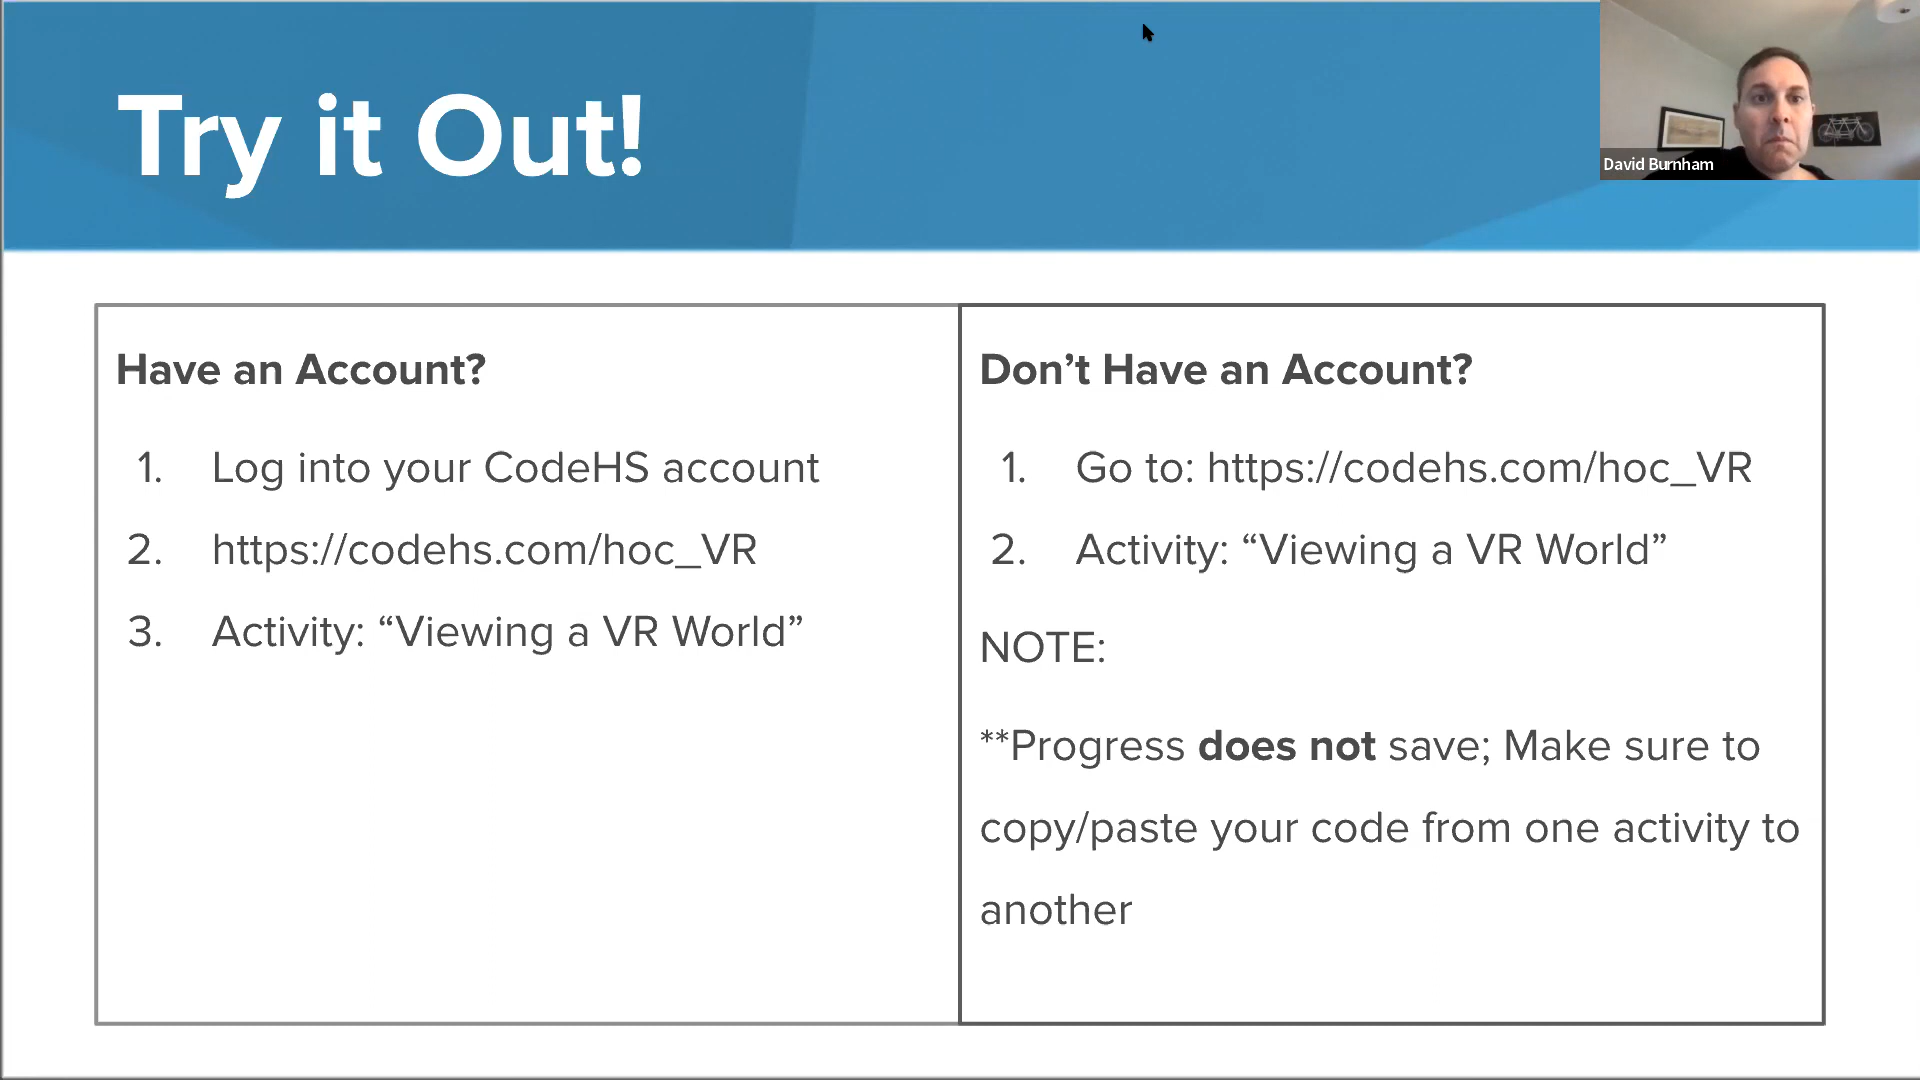 Try it Out!
David Burnham
Have an Account?
1. Log into your CodeHS account
2. https://codehs.com/hoc_VR
3. Activity: “Viewing a VR World”
Don’t Have an Account?
1. Go to: https://codehs.com/hoc_VR
2. Activity: “Viewing a VR World”
NOTE:
**Progress does not save; Make sure to
copy/paste your code from one activity to
another